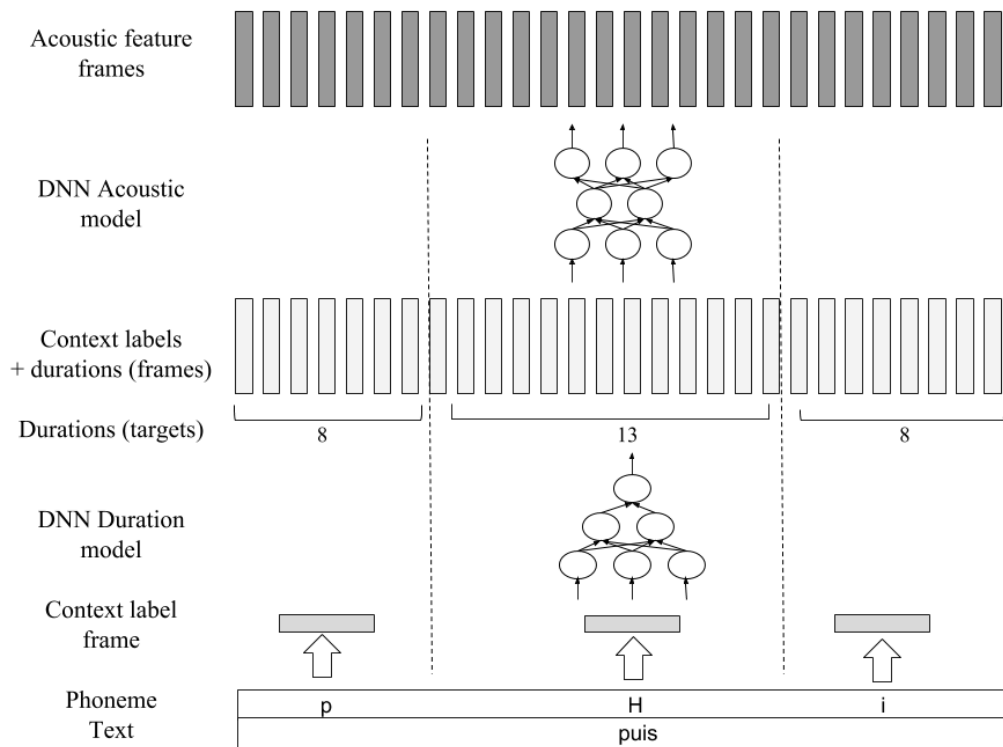 Acoustic feature
frames
DNN Acoustic
model
Context labels
+ durations (frames)
Durations (targets)
8
13
8
DNN Duration
model
Context label
frame
Phoneme
p
H
i
Text
puis